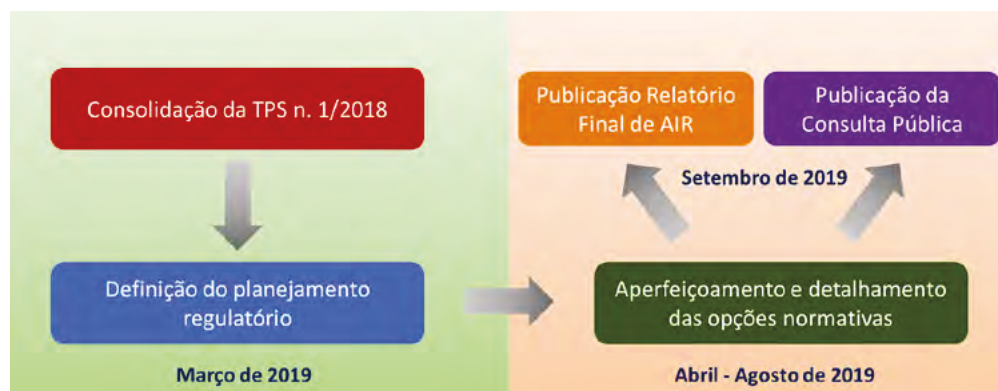 Consolidação da TPS n. 1/2018
Definição do planejamento
regulatório
Março de 2019
Publicação Relatório
Final de AIR
Publicação da
Consulta Pública
Setembro de 2019
Aperfeiçoamento e detalhamento
das opções normativas
Abril - Agosto de 2019